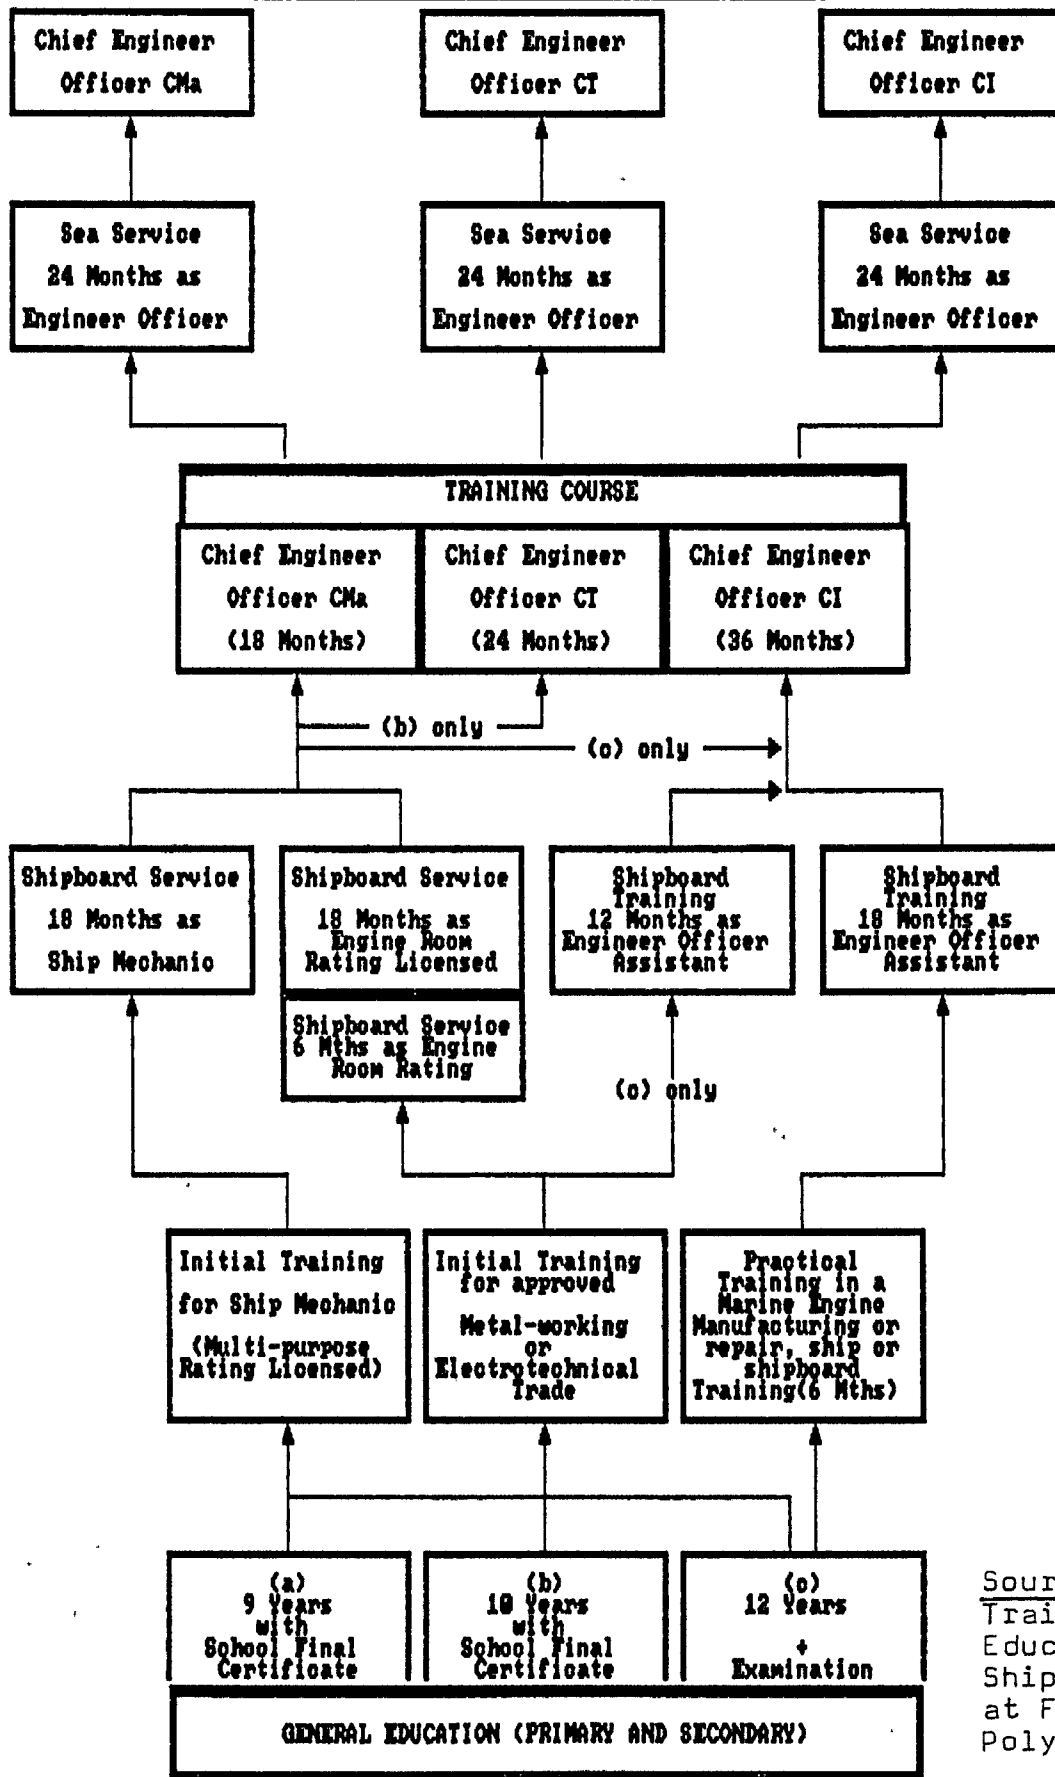 Chief Engineer
Officer CMa
Chief Engineer
Officer CT
Chief Engineer
Officer CI
Sea Service
24 Months as
Engineer Officer
Sea Service
24 Months as
Engineer Officer
Sea Service
24 Months as
Engineer Officer
TRAINING COURSE
Chief Engineer
Officer CMa
(18 Months)
Chief Engineer
Officer CT
(24 Months)
Chief Engineer
Officer CI
(36 Months)
(b) only
(c) only
Shipboard Service
18 Months as
Ship Mechanic
Shipboard Service
18 Months as
Engine Room
Rating Licensed
Shipboard
Training
12 Months as
Engineer Officer
Assistant
Shipboard
Training
18 Months as
Engineer Officer
Assistant
Shipboard Service
6 Mths as Engine
Room Rating
(c) only
Initial Training
for Ship Mechanic
(Multi-purpose
Rating Licensed)
Initial Training
for approved
Metal-working
or
Electrotechnical
Trade
Practical
Training in a
Marine Engine
Manufacturing or
repair, ship or
shipboard
Training(6 Mths)
(a)
9 Years
with
School Final
Certificate
(b)
10 Years
with
School Final
Certificate
(c)
12 Years
+
Examination
GENERAL EDUCATION (PRIMARY AND SECONDARY)
Sour
Trai
Educ
Ship
at F
Poly